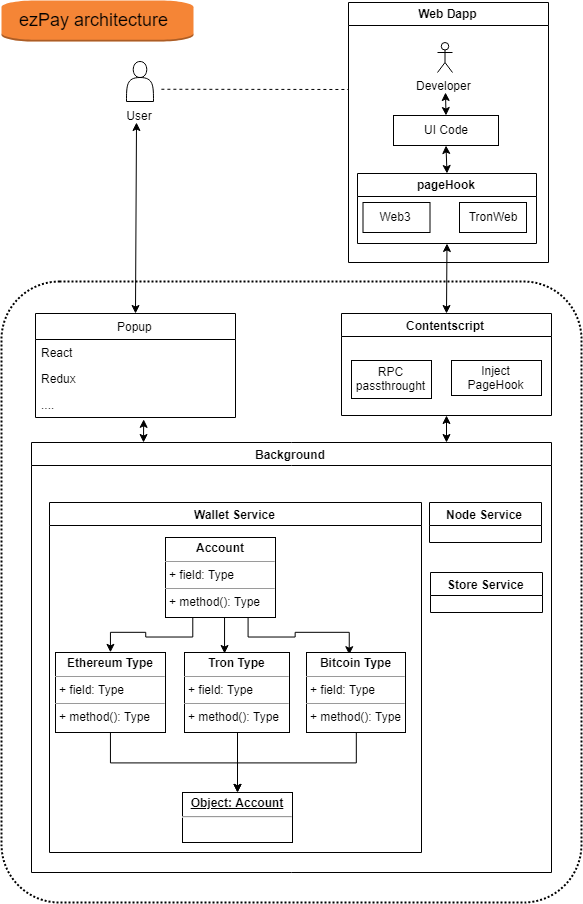 ezPay architecture
Web Dapp
User
Developer
UI Code
pageHook
Web3
TronWeb
Popup
React
Redux
....
Contentscript
RPC
passthrought
Inject
PageHook
Background
Wallet Service
Node Service
Store Service
Account
+ field: Type
+ method(): Type
Ethereum Type
+ field: Type
+ method(): Type
Tron Type
+ field: Type
+ method(): Type
Bitcoin Type
+ field: Type
+ method(): Type
Object: Account